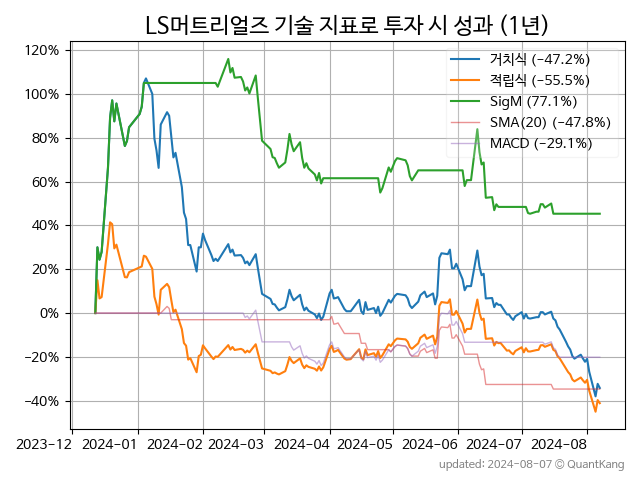 LS머트리얼즈 기술 지표로 투자 시 성과 (1년)
120%
100%
80%
60%
40%
20%
0%
−20%
−40%
거치식 (−47.2%)
적립식 (−55.5%)
SigM (77.1%)
SMA(20) (−47.8%)
MACD (−29.1%)
2023-12 2024-01 2024-02 2024-03 2024-04 2024-05 2024-06 2024-07 2024-08
updated: 2024-08-07 © QuantKang